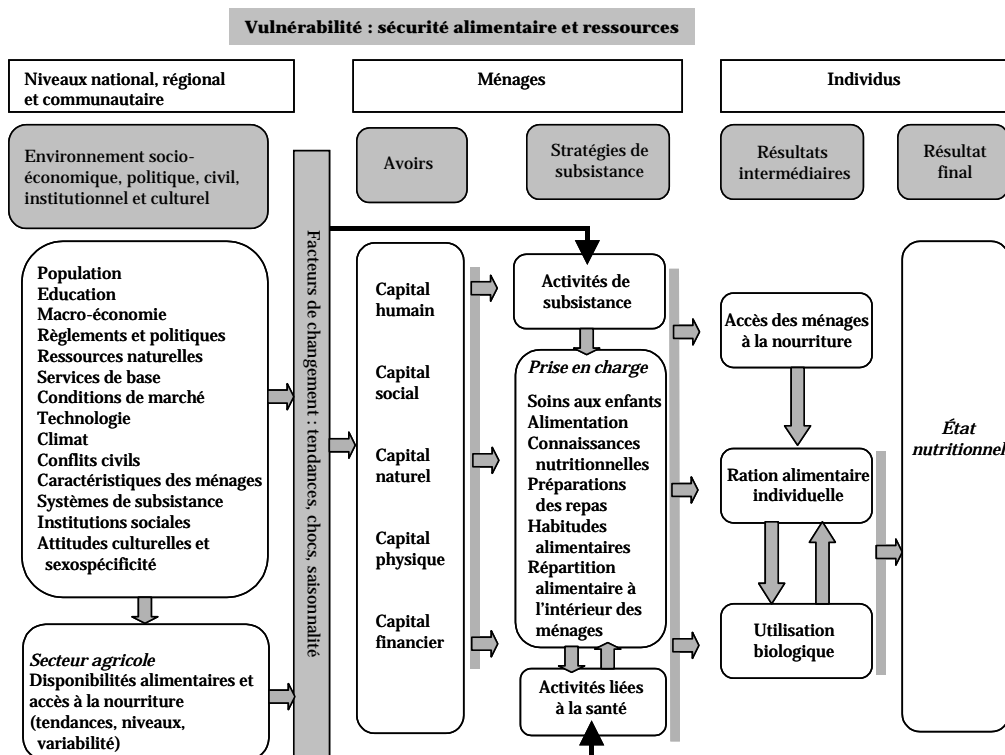 Vulnérabilité : sécurité alimentaire et ressources
Niveaux national, régional
et communautaire
Ménages
Individus
Environnement socio-
économique, politique, civil,
institutionnel et culturel
Avoirs
Stratégies de
subsistance
Résultats
intermédiaires
Résultat
final
Population
Education
Macro-économie
Règlements et politiques
Ressources naturelles
Services de base
Conditions de marché
Technologie
Climat
Conflits civils
Caractéristiques des ménages
Systèmes de subsistance
Institutions sociales
Attitudes culturelles et
sexospécificité
Secteur agricole
Disponibilités alimentaires et
accès à la nourriture
(tendances, niveaux,
variabilité)
Facteurs de changement : tendances, chocs, saisonnalité
Capital
humain
Capital
social
Capital
naturel
Capital
physique
Capital
financier
Activités de
subsistance
Prise en charge
Soins aux enfants
Alimentation
Connaissances
nutritionnelles
Préparations
des repas
Habitudes
alimentaires
Répartition
alimentaire à
l'intérieur des
ménages
Activités liées
à la santé
Accès des ménages
à la nourriture
Ration alimentaire
individuelle
Utilisation
biologique
État
nutritionnel